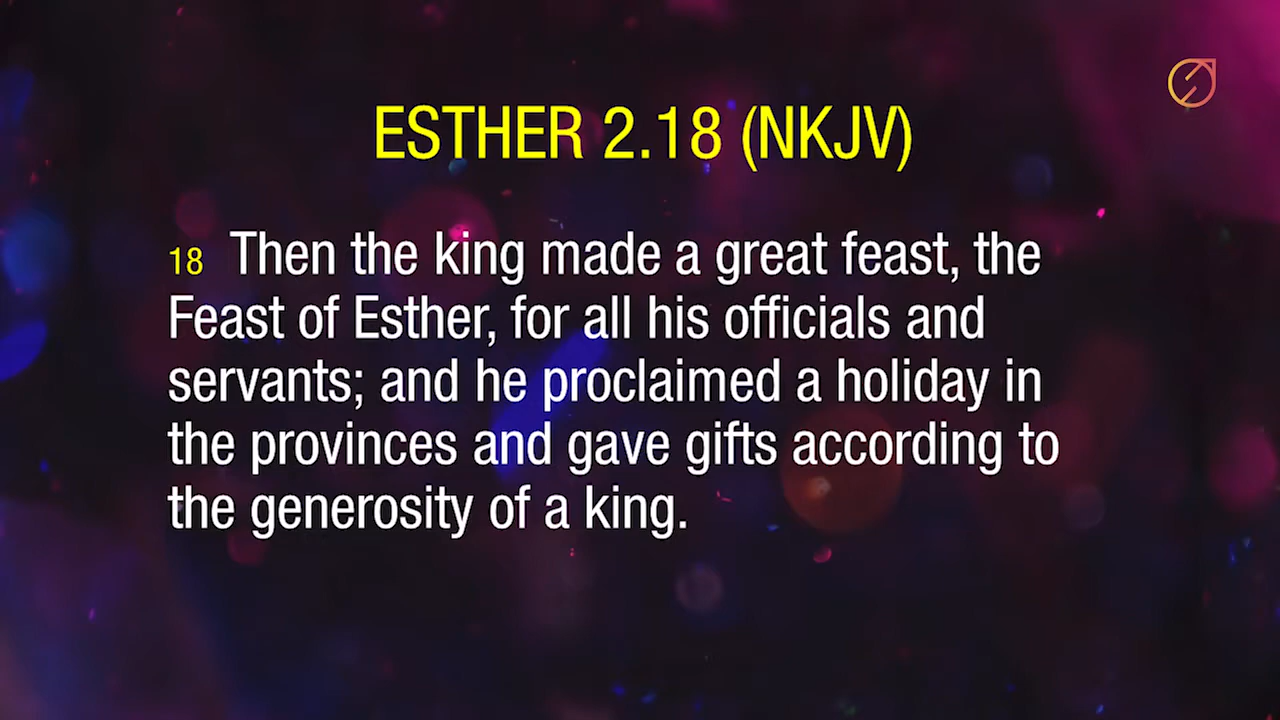 ESTHER 2.18 (NKJV)
18 Then the king made a great feast, the
Feast of Esther, for all his officials and
servants; and he proclaimed a holiday in
the provinces and gave gifts according to
the generosity of a king.